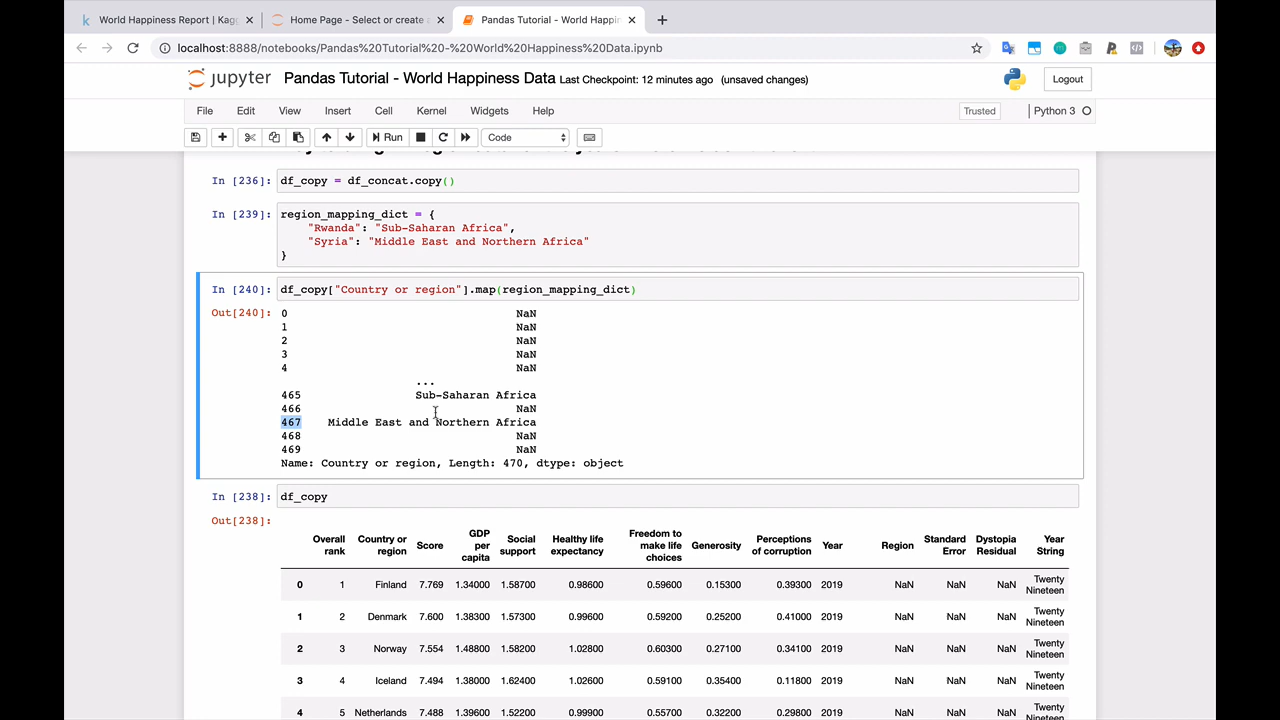 World Happiness Report | Kagg
Home Page - Select or create a
Pandas Tutorial - World Happin
localhost:8888/notebooks/Pandas%20Tutorial%20-%20World%20Happiness%20Data.ipynb
jupyter Pandas Tutorial - World Happiness Data Last Checkpoint: 12 minutes ago (unsaved changes)
Logout
File Edit View Insert Cell Kernel Widgets Help Trusted Python 3
Run Code
In [236]: df_copy = df_concat.copy()
In [239]: region_mapping_dict = {
"Rwanda": "Sub-Saharan Africa",
"Syria": "Middle East and Northern Africa"
}
In [240]: df_copy["Country or region"].map(region_mapping_dict)
Out[240]: 0 NaN
1 NaN
2 NaN
3 NaN
4 NaN
...
465 Sub-Saharan Africa
466 NaN
467 Middle East and Northern Africa
468 NaN
469 NaN
Name: Country or region, Length: 470, dtype: object
In [238]: df_copy
Out[238]:
Overall rank Country or region Score GDP per capita Social support Healthy life expectancy Freedom to make life choices Generosity Perceptions of corruption Year Region Standard Error Dystopia Residual Year String
0 1 Finland 7.769 1.34000 1.58700 0.98600 0.59600 0.15300 0.39300 2019 NaN NaN NaN Twenty Nineteen
1 2 Denmark 7.600 1.38300 1.57300 0.99600 0.59200 0.25200 0.41000 2019 NaN NaN NaN Twenty Nineteen
2 3 Norway 7.554 1.48800 1.58200 1.02800 0.60300 0.27100 0.34100 2019 NaN NaN NaN Twenty Nineteen
3 4 Iceland 7.494 1.38000 1.62400 1.02600 0.59100 0.35400 0.11800 2019 NaN NaN NaN Twenty Nineteen
4 5 Netherlands 7.488 1.39600 1.52200 0.99900 0.55700 0.32200 0.29800 2019 NaN NaN NaN Twenty Nineteen